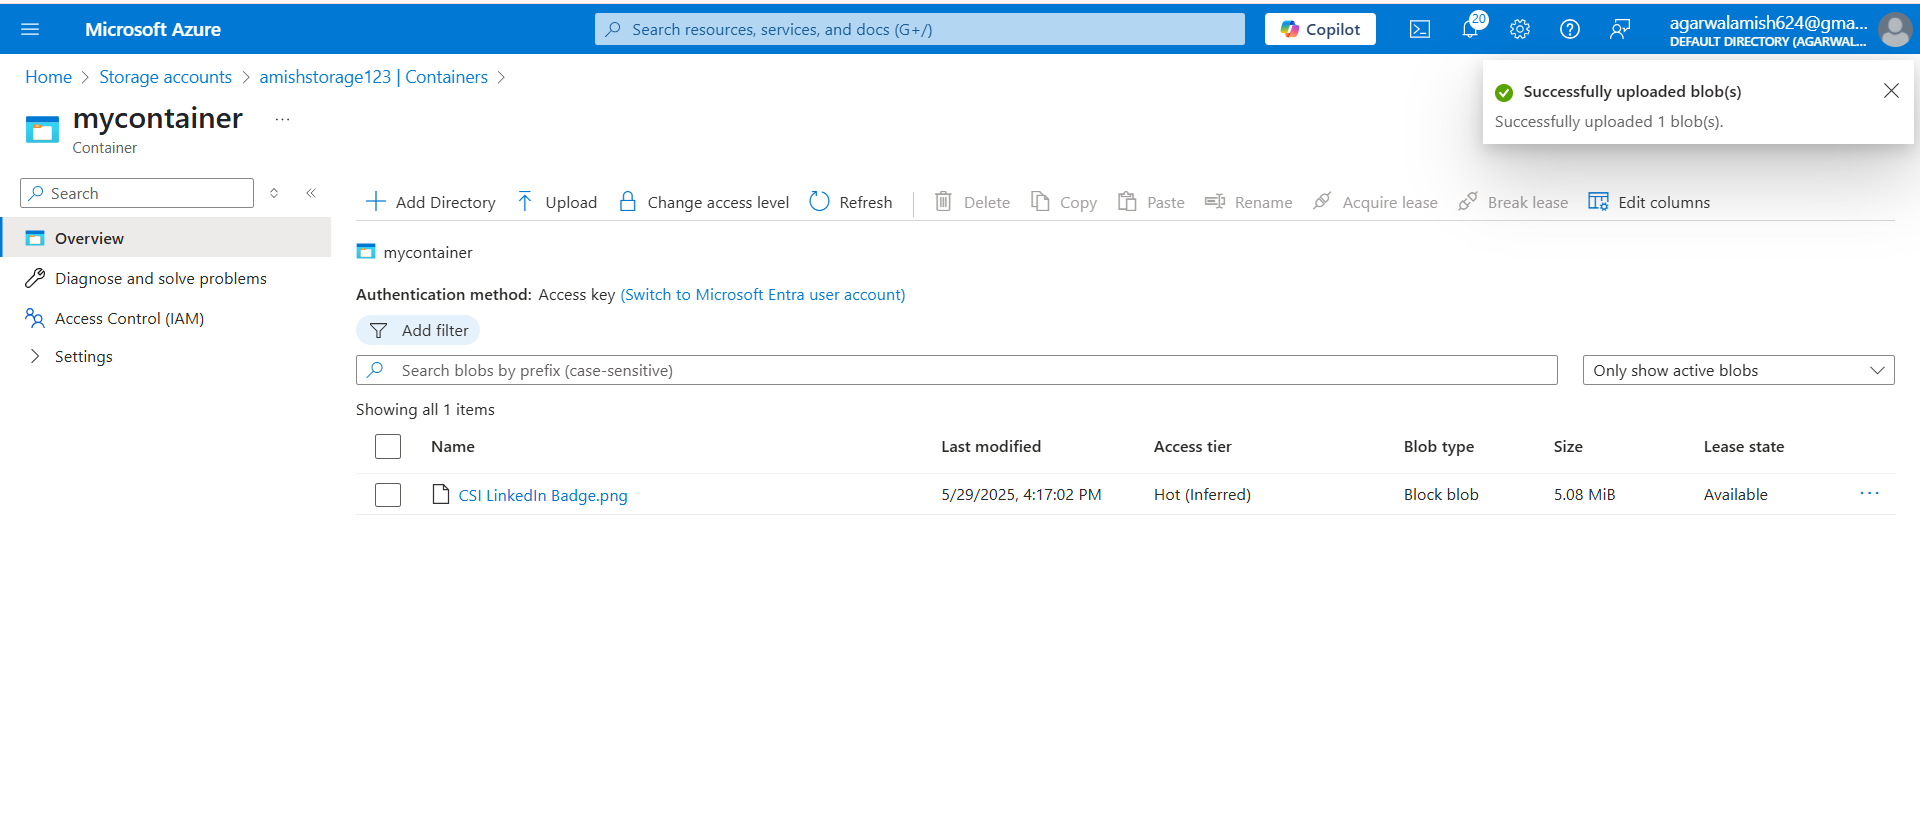 Microsoft Azure
Search resources, services, and docs (G+/)
Copilot
20
agarwalamish624@gma...
DEFAULT DIRECTORY (AGARWAL...
Home > Storage accounts > amishstorage123 | Containers >
Successfully uploaded blob(s)
Successfully uploaded 1 blob(s).
mycontainer ...
Container
Search
Add Directory Upload Change access level Refresh Delete Copy Paste Rename Acquire lease Break lease Edit columns
Overview
Diagnose and solve problems
Access Control (IAM)
Settings
mycontainer
Authentication method: Access key (Switch to Microsoft Entra user account)
Add filter
Search blobs by prefix (case-sensitive)
Only show active blobs
Showing all 1 items
Name Last modified Access tier Blob type Size Lease state
CSI LinkedIn Badge.png 5/29/2025, 4:17:02 PM Hot (Inferred) Block blob 5.08 MiB Available ...